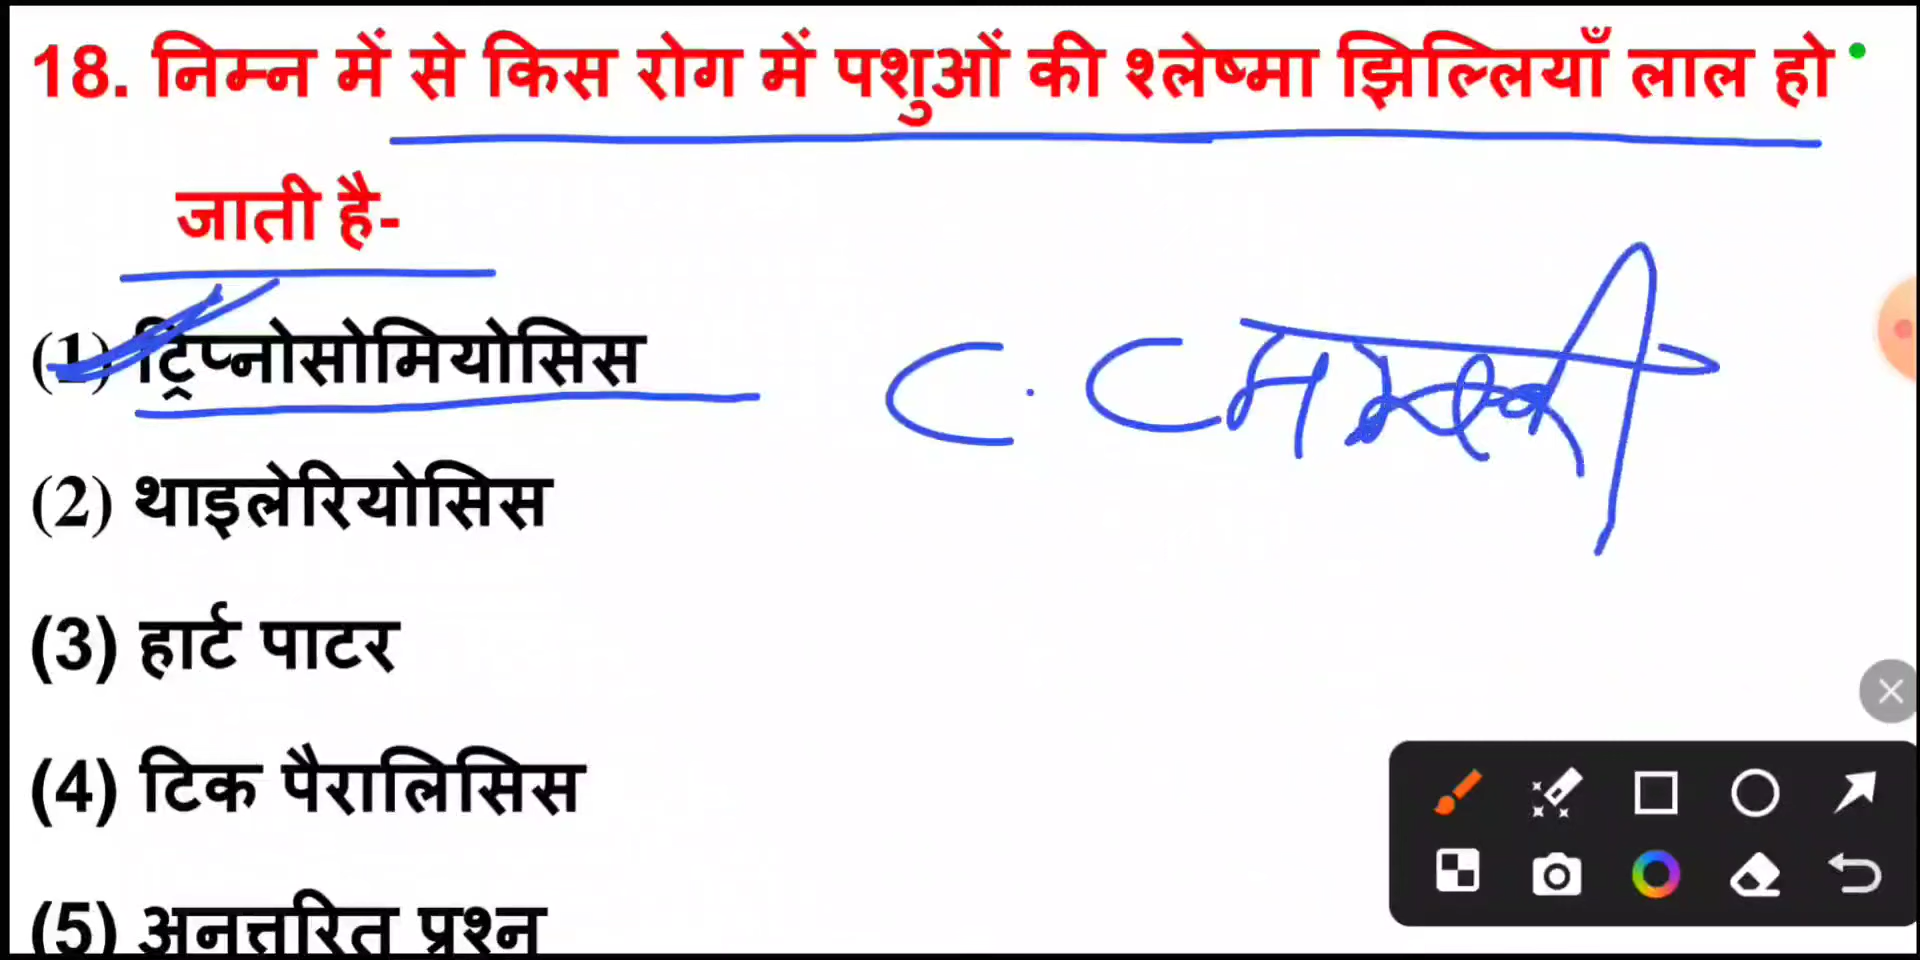 18. निम्न में से किस रोग में पशुओं की श्लेष्मा झिल्लियाँ लाल हो
जाती है-
(1) ट्रिप्नोसोमियोसिस
(2) थाइलेरियोसिस
(3) हार्ट पाटर
(4) टिक पैरालिसिस
(5) अनुत्तरित प्रश्न